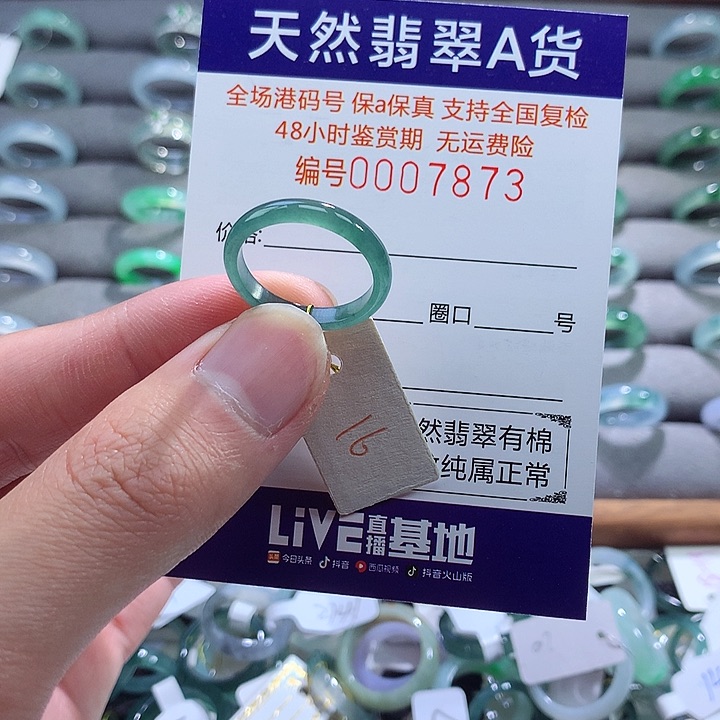 天然翡翠A货
全场港码号 保a保真 支持全国复检
48小时鉴赏期 无运费险
编号0007873
价格:
圈口 号
16
然翡翠有棉
纯属正常
LiVE直播基地
头条 今日头条 抖音 西瓜视频 抖音火山版